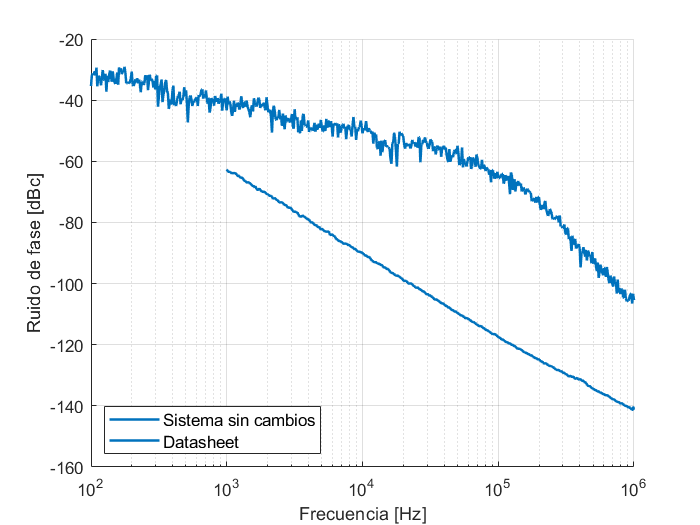 -20
-40
-60
-80
-100
-120
-140
-160
Ruido de fase [dBc]
Sistema sin cambios
Datasheet
10^2 10^3 10^4 10^5 10^6
Frecuencia [Hz]